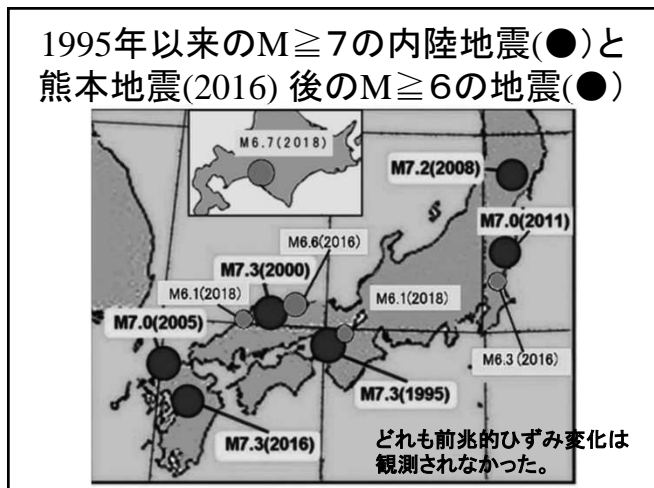 1995年以来のM≧7の内陸地震(●)と
熊本地震(2016) 後のM≧6の地震(●)
M6.7(2018)
M7.2(2008)
M7.0(2011)
M6.6(2016)
M7.3(2000)
M6.1(2018)
M6.1(2018)
M7.0(2005)
M6.3(2016)
M7.3(1995)
M7.3(2016)
どれも前兆的ひずみ変化は
観測されなかった。